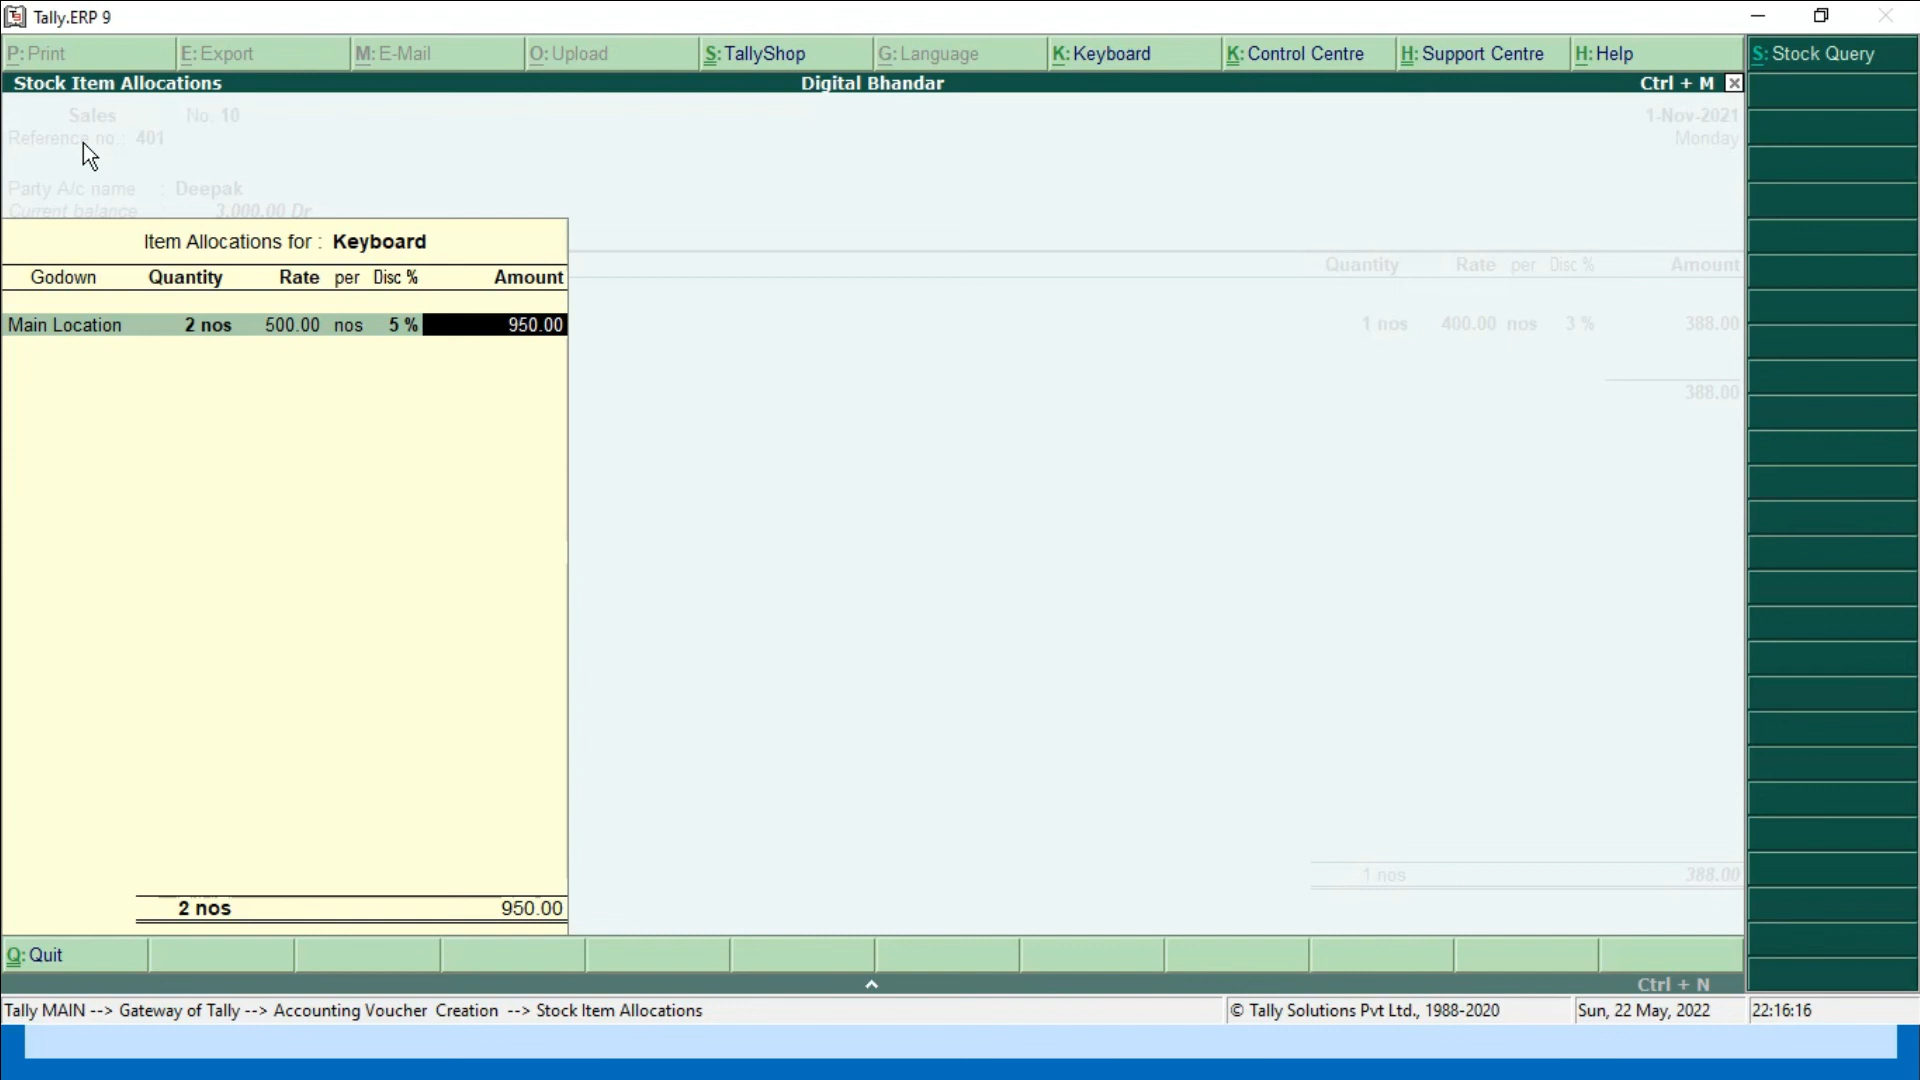 Tally.ERP 9
P: Print E: Export M: E-Mail O: Upload S: TallyShop G: Language K: Keyboard K: Control Centre H: Support Centre H: Help S: Stock Query
Stock Item Allocations Digital Bhandar Ctrl + M
Sales No. 10 1-Nov-2021
Reference no.: 401 Monday
Party A/c name : Deepak
Current balance 3,000.00 Dr
Item Allocations for : Keyboard
Godown Quantity Rate per Disc % Amount
Quantity Rate per Disc % Amount
Main Location 2 nos 500.00 nos 5 % 950.00
1 nos 400.00 nos 3 % 388.00
388.00
1 nos 388.00
2 nos 950.00
Q: Quit
Ctrl + N
Tally MAIN --> Gateway of Tally --> Accounting Voucher Creation --> Stock Item Allocations © Tally Solutions Pvt Ltd., 1988-2020 Sun, 22 May, 2022 22:16:16